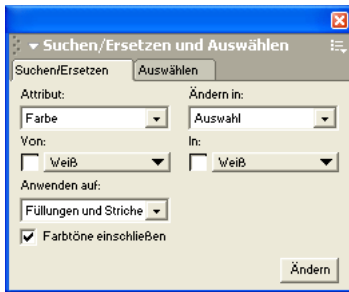 Suchen/Ersetzen und Auswählen
Suchen/Ersetzen Auswählen
Attribut: Ändern in:
Farbe Auswahl
Von: In:
Weiß Weiß
Anwenden auf:
Füllungen und Striche
Farbtöne einschließen
Ändern